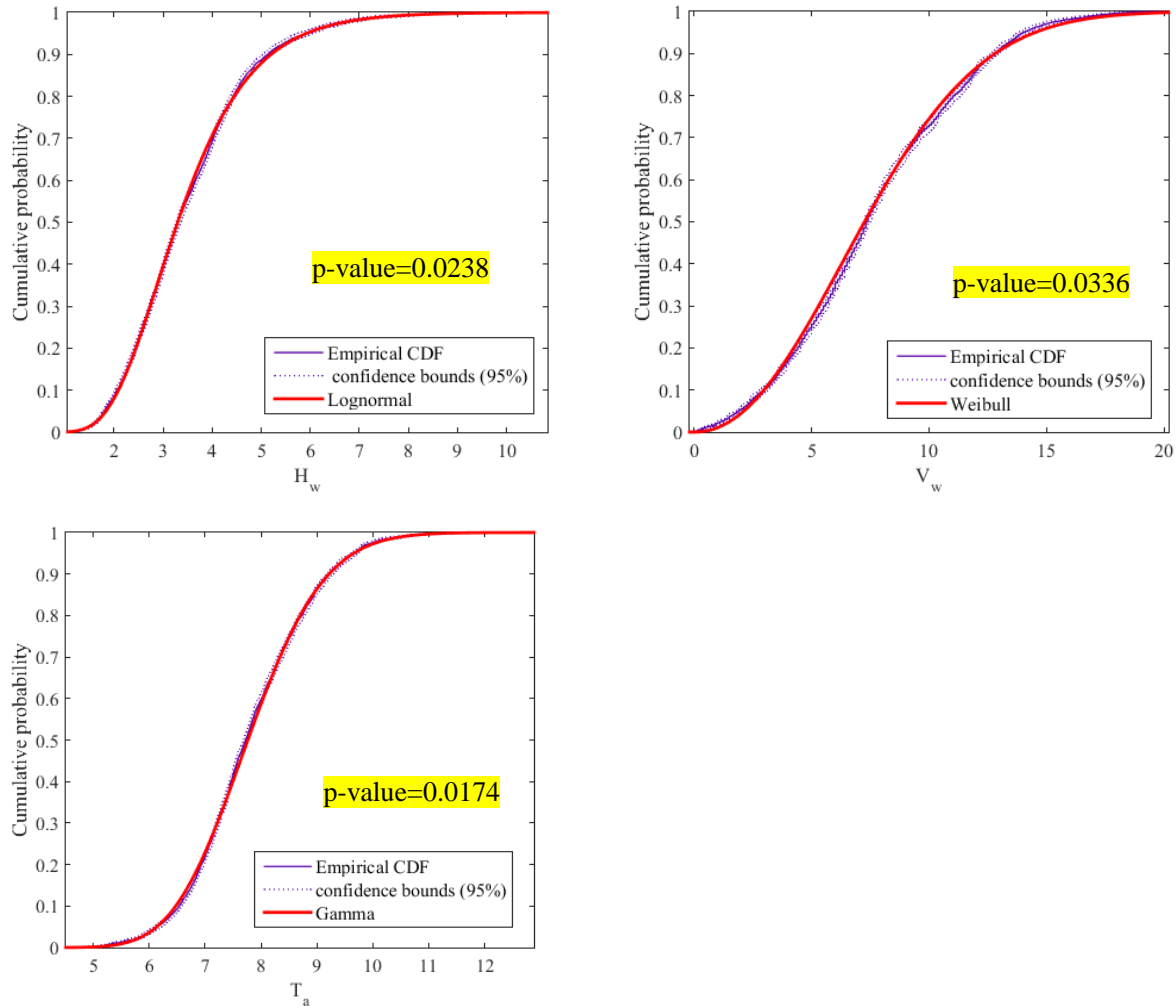 1
0.9
0.8
0.7
0.6
0.5
0.4
0.3
0.2
0.1
0
Cumulative probability
p-value=0.0238
Empirical CDF
confidence bounds (95%)
Lognormal
2 3 4 5 6 7 8 9 10
H_w
1
0.9
0.8
0.7
0.6
0.5
0.4
0.3
0.2
0.1
0
Cumulative probability
p-value=0.0336
Empirical CDF
confidence bounds (95%)
Weibull
0 5 10 15 20
V_w
1
0.9
0.8
0.7
0.6
0.5
0.4
0.3
0.2
0.1
0
Cumulative probability
p-value=0.0174
Empirical CDF
confidence bounds (95%)
Gamma
5 6 7 8 9 10 11 12
T_a